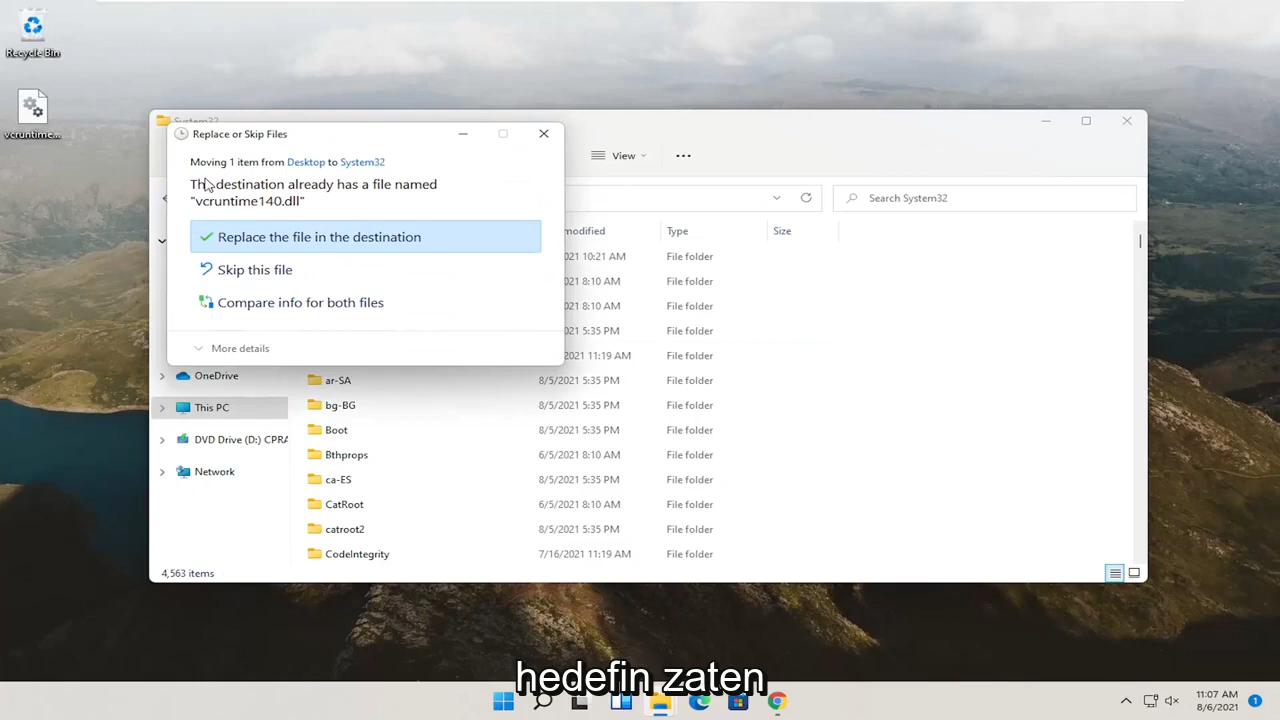 Recycle Bin
vcruntime...
System32
Replace or Skip Files
Moving 1 item from Desktop to System32
The destination already has a file named
"vcruntime140.dll"
Replace the file in the destination
Skip this file
Compare info for both files
More details
View
Search System32
modified
Type
Size
2021 10:21 AM File folder
8:10 AM File folder
8:10 AM File folder
5:35 PM File folder
2021 11:19 AM File folder
ar-SA 8/5/2021 5:35 PM File folder
bg-BG 8/5/2021 5:35 PM File folder
Boot 8/5/2021 5:35 PM File folder
Bthprops 6/5/2021 8:10 AM File folder
ca-ES 8/5/2021 5:35 PM File folder
CatRoot 6/5/2021 8:10 AM File folder
catroot2 8/5/2021 5:35 PM File folder
CodeIntegrity 7/16/2021 11:19 AM File folder
OneDrive
This PC
DVD Drive (D:) CPRA
Network
4,563 items
hedefin zaten
11:07 AM
8/6/2021
1